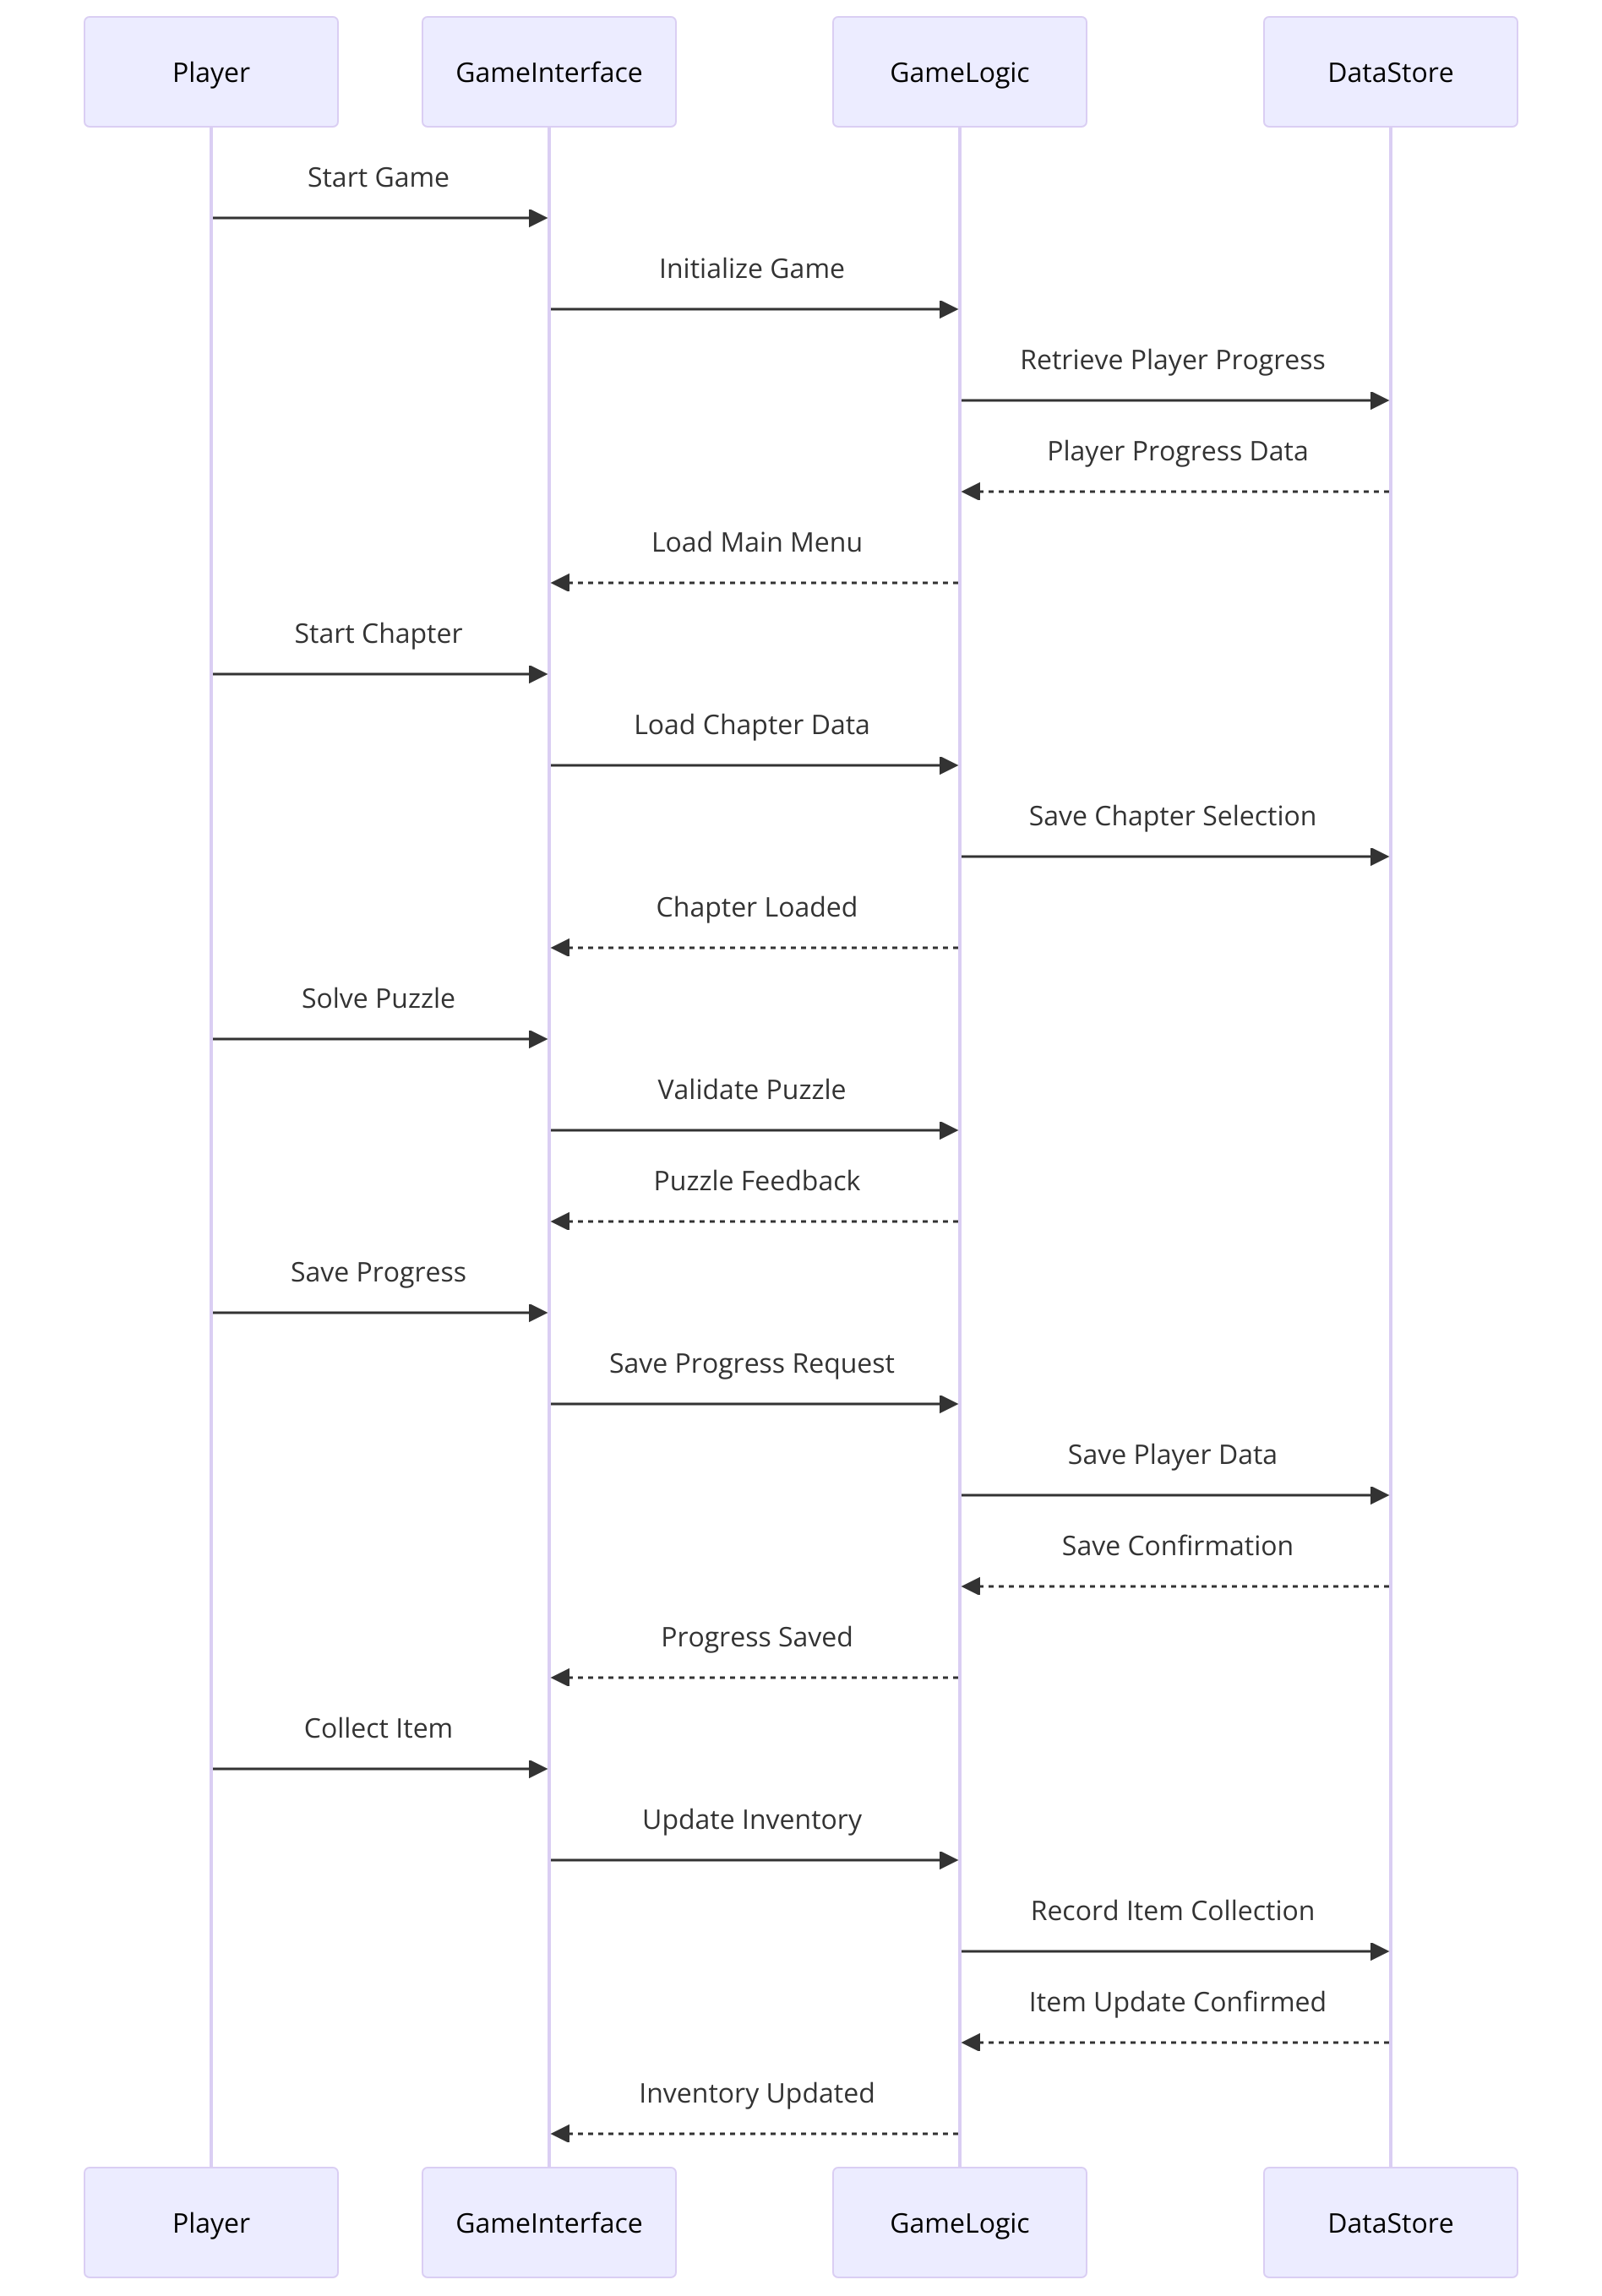 Player
GameInterface
GameLogic
DataStore
Start Game
Initialize Game
Retrieve Player Progress
Player Progress Data
Load Main Menu
Start Chapter
Load Chapter Data
Save Chapter Selection
Chapter Loaded
Solve Puzzle
Validate Puzzle
Puzzle Feedback
Save Progress
Save Progress Request
Save Player Data
Save Confirmation
Progress Saved
Collect Item
Update Inventory
Record Item Collection
Item Update Confirmed
Inventory Updated
Player
GameInterface
GameLogic
DataStore